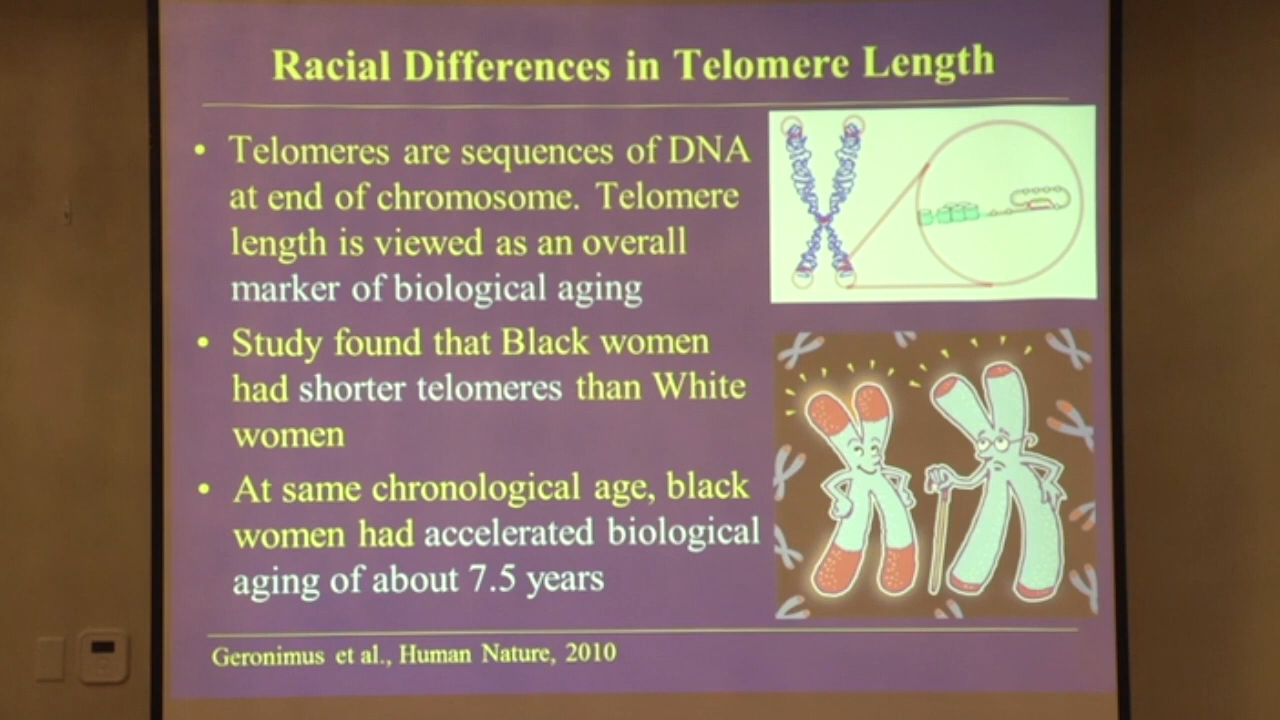 Racial Differences in Telomere Length
• Telomeres are sequences of DNA
at end of chromosome. Telomere
length is viewed as an overall
marker of biological aging
• Study found that Black women
had shorter telomeres than White
women
• At same chronological age, black
women had accelerated biological
aging of about 7.5 years
Geronimus et al., Human Nature, 2010